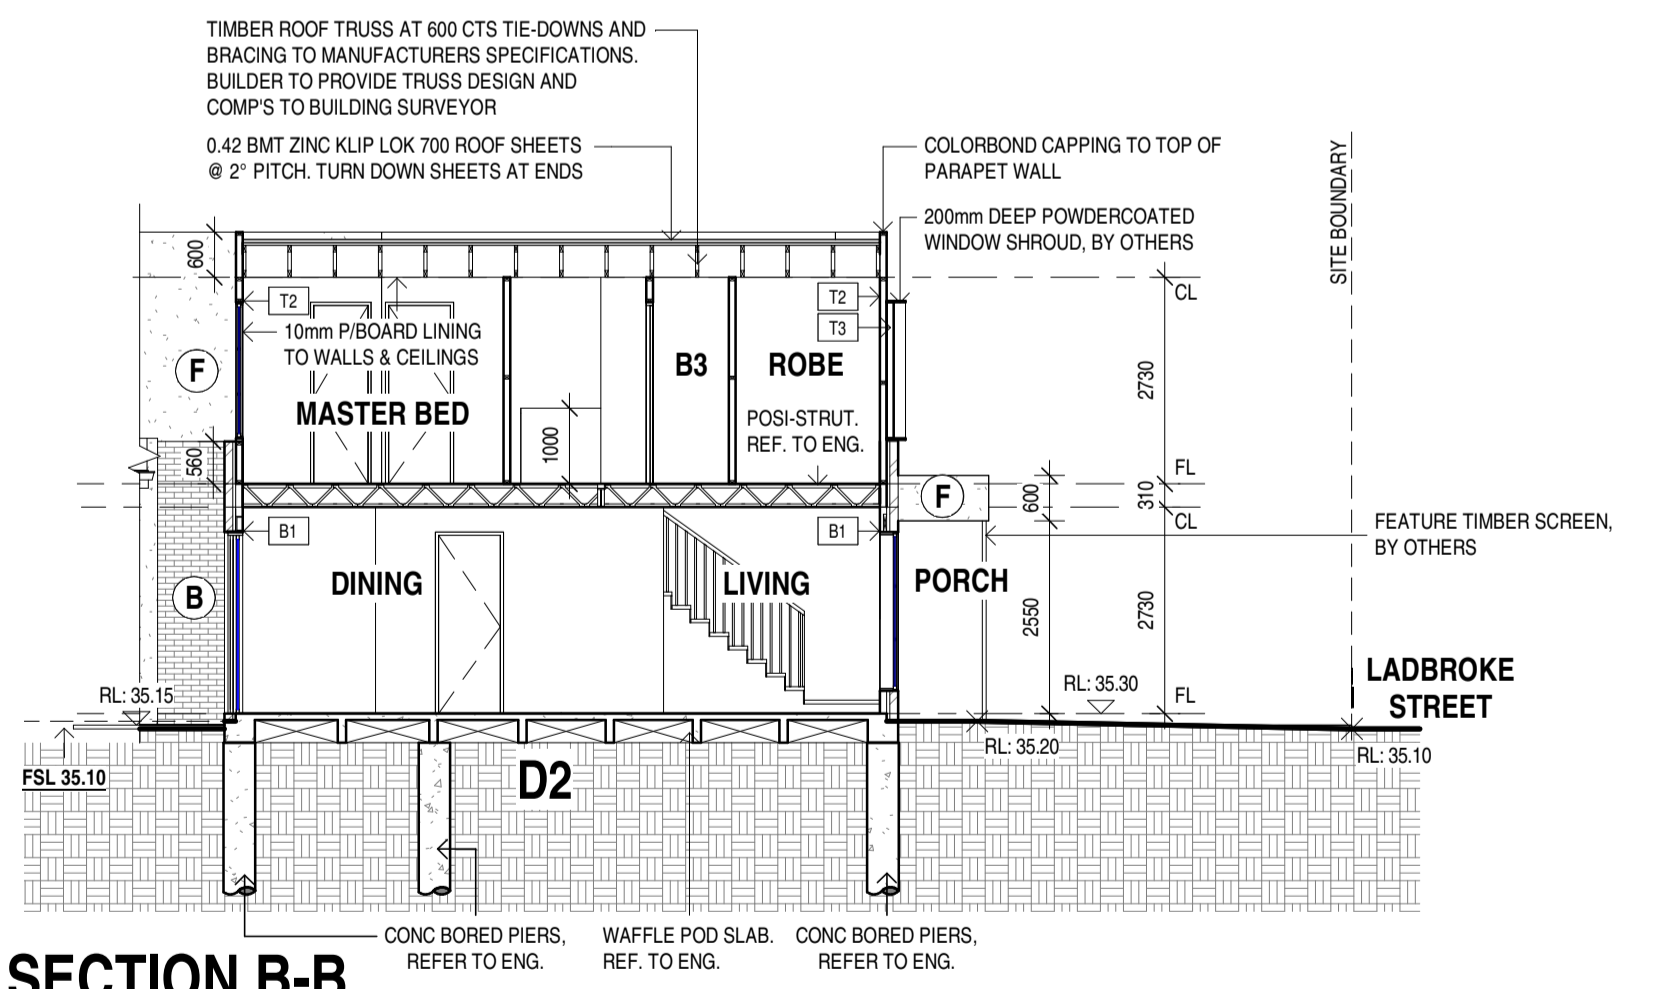 TIMBER ROOF TRUSS AT 600 CTS TIE-DOWNS AND
BRACING TO MANUFACTURERS SPECIFICATIONS.
BUILDER TO PROVIDE TRUSS DESIGN AND
COMP'S TO BUILDING SURVEYOR
0.42 BMT ZINC KLIP LOK 700 ROOF SHEETS
@ 2° PITCH. TURN DOWN SHEETS AT ENDS
COLORBOND CAPPING TO TOP OF
PARAPET WALL
200mm DEEP POWDERCOATED
WINDOW SHROUD, BY OTHERS
SITE BOUNDARY
600
CL
T2
T2
T3
10mm P/BOARD LINING
TO WALLS & CEILINGS
F
B3
ROBE
2730
MASTER BED
POSI-STRUT.
REF. TO ENG.
1000
560
FL
F
600
310
CL
B1
B1
FEATURE TIMBER SCREEN,
BY OTHERS
DINING
LIVING
PORCH
B
2550
2730
LADBROKE
STREET
RL: 35.15
RL: 35.30
FL
RL: 35.20
RL: 35.10
FSL 35.10
D2
CONC BORED PIERS,
REFER TO ENG.
WAFFLE POD SLAB.
REF. TO ENG.
CONC BORED PIERS,
REFER TO ENG.
SECTION B-B